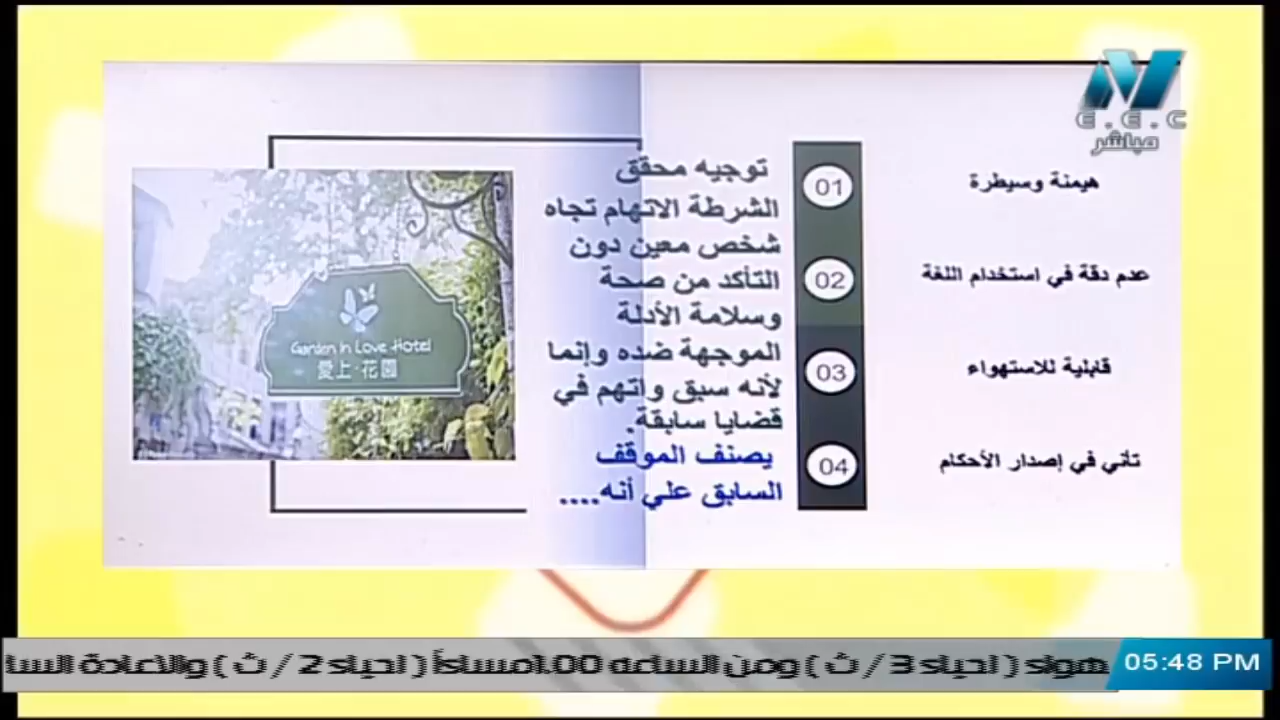 E.E.C
مباشر
توجيه محقق
الشرطة الاتهام تجاه
شخص معين دون
التأكد من صحة
وسلامة الأدلة
الموجهة ضده وإنما
لأنه سبق واتهم في
قضايا سابقة.
يصنف الموقف
السابق علي أنه....
01 هيمنة وسيطرة
02 عدم دقة في استخدام اللغة
03 قابلية للاستهواء
04 تأني في إصدار الأحكام
Garden In Love Hotel
愛上·花園
هواء ( احياء 3 / ث ) ومن الساعه 1.00مساءاً ( احياء 2 / ث ) والاعادة
05:48 PM